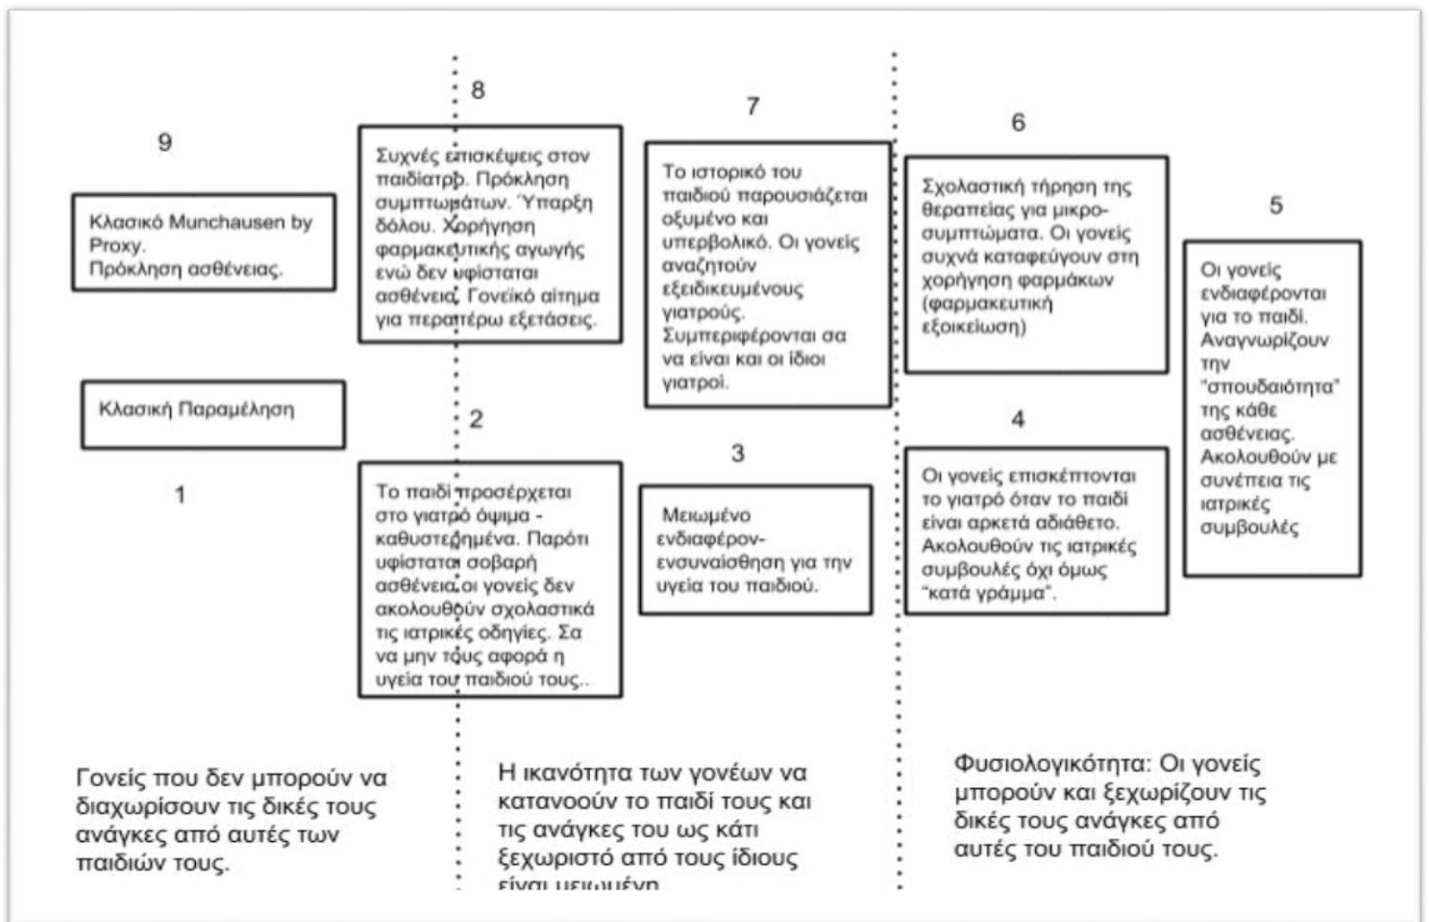 9
Κλασικό Munchausen by
Proxy.
Πρόκληση ασθένειας.
8
Συχνές επισκέψεις στον
παιδίατρο. Πρόκληση
συμπτωμάτων. Ύπαρξη
δόλου. Χορήγηση
φαρμακευτικής αγωγής
ενώ δεν υφίσταται
ασθένεια. Γονεϊκό αίτημα
για περαιτέρω εξετάσεις.
7
Το ιστορικό του
παιδιού παρουσιάζεται
οξυμένο και
υπερβολικό. Οι γονείς
αναζητούν
εξειδικευμένους
γιατρούς.
Συμπεριφέρονται σα
να είναι και οι ίδιοι
γιατροί.
6
Σχολαστική τήρηση της
θεραπείας για μικρο-
συμπτώματα. Οι γονείς
συχνά καταφεύγουν στη
χορήγηση φαρμάκων
(φαρμακευτική
εξοικείωση)
5
Οι γονείς
ενδιαφέρονται
για το παιδί.
Αναγνωρίζουν
την
“σπουδαιότητα”
της κάθε
ασθένειας.
Ακολουθούν με
συνέπεια τις
ιατρικές
συμβουλές
Κλασική Παραμέληση
1
2
Το παιδί προσέρχεται
στο γιατρό όψιμα -
καθυστερημένα. Παρότι
υφίσταται σοβαρή
ασθένεια οι γονείς δεν
ακολουθούν σχολαστικά
τις ιατρικές οδηγίες. Σα
να μην τους αφορά η
υγεία του παιδιού τους..
3
Μειωμένο
ενδιαφέρον-
ενσυναίσθηση για την
υγεία του παιδιού.
4
Οι γονείς επισκέπτονται
το γιατρό όταν το παιδί
είναι αρκετά αδιάθετο.
Ακολουθούν τις ιατρικές
συμβουλές όχι όμως
“κατά γράμμα”.
Γονείς που δεν μπορούν να
διαχωρίσουν τις δικές τους
ανάγκες από αυτές των
παιδιών τους.
Η ικανότητα των γονέων να
κατανοούν το παιδί τους και
τις ανάγκες του ως κάτι
ξεχωριστό από τους ίδιους
είναι μειωμένη
Φυσιολογικότητα: Οι γονείς
μπορούν και ξεχωρίζουν τις
δικές τους ανάγκες από
αυτές του παιδιού τους.